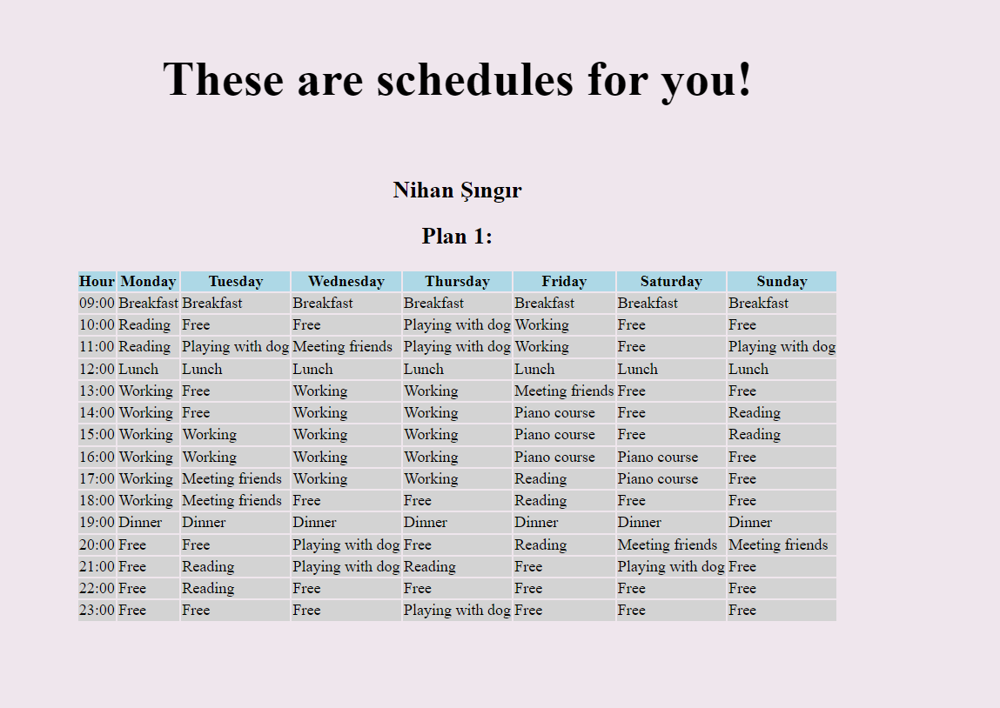 These are schedules for you!
Nihan Şıngır
Plan 1:
Hour Monday Tuesday Wednesday Thursday Friday Saturday Sunday
09:00 Breakfast Breakfast Breakfast Breakfast Breakfast Breakfast Breakfast
10:00 Reading Free Free Playing with dog Working Free Free
11:00 Reading Playing with dog Meeting friends Playing with dog Working Free Playing with dog
12:00 Lunch Lunch Lunch Lunch Lunch Lunch Lunch
13:00 Working Free Working Working Meeting friends Free Free
14:00 Working Free Working Working Piano course Free Reading
15:00 Working Working Working Working Piano course Free Reading
16:00 Working Working Working Working Piano course Piano course Free
17:00 Working Meeting friends Working Working Reading Piano course Free
18:00 Working Meeting friends Free Free Reading Free Free
19:00 Dinner Dinner Dinner Dinner Dinner Dinner Dinner
20:00 Free Free Playing with dog Free Reading Meeting friends Meeting friends
21:00 Free Reading Playing with dog Reading Free Playing with dog Free
22:00 Free Reading Free Free Free Free Free
23:00 Free Free Free Playing with dog Free Free Free